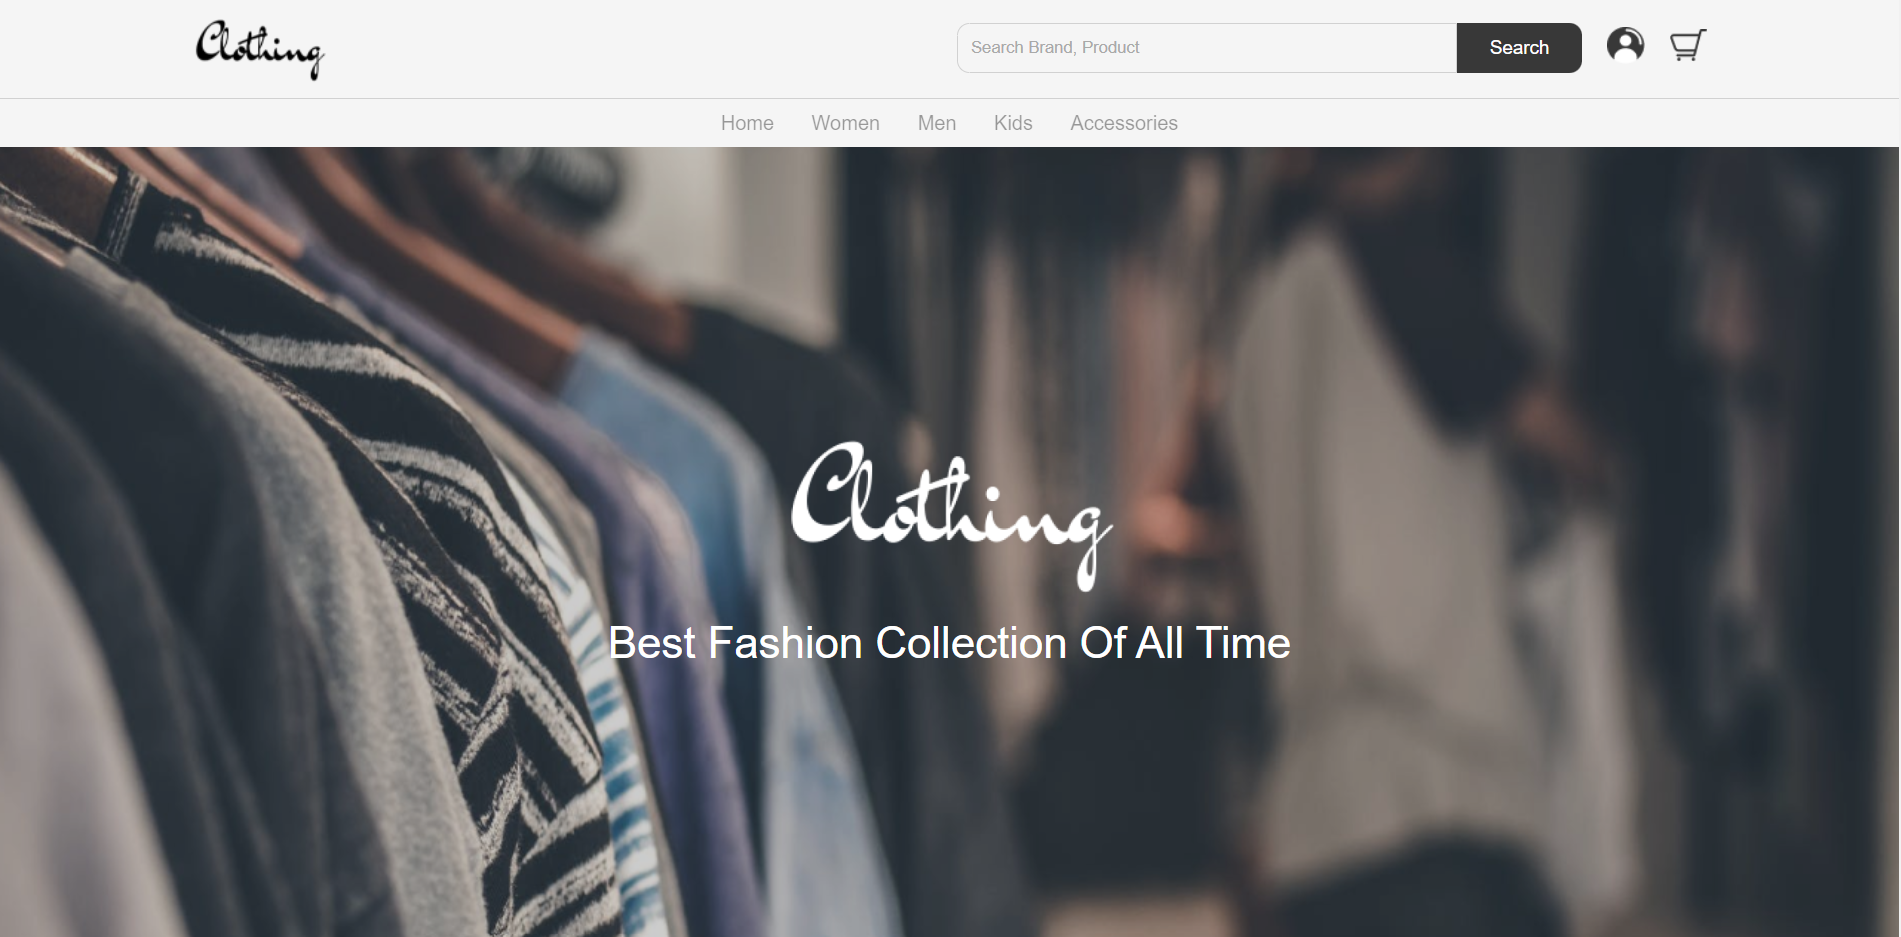 Clothing
Search Brand, Product
Search
Home Women Men Kids Accessories
Clothing
Best Fashion Collection Of All Time